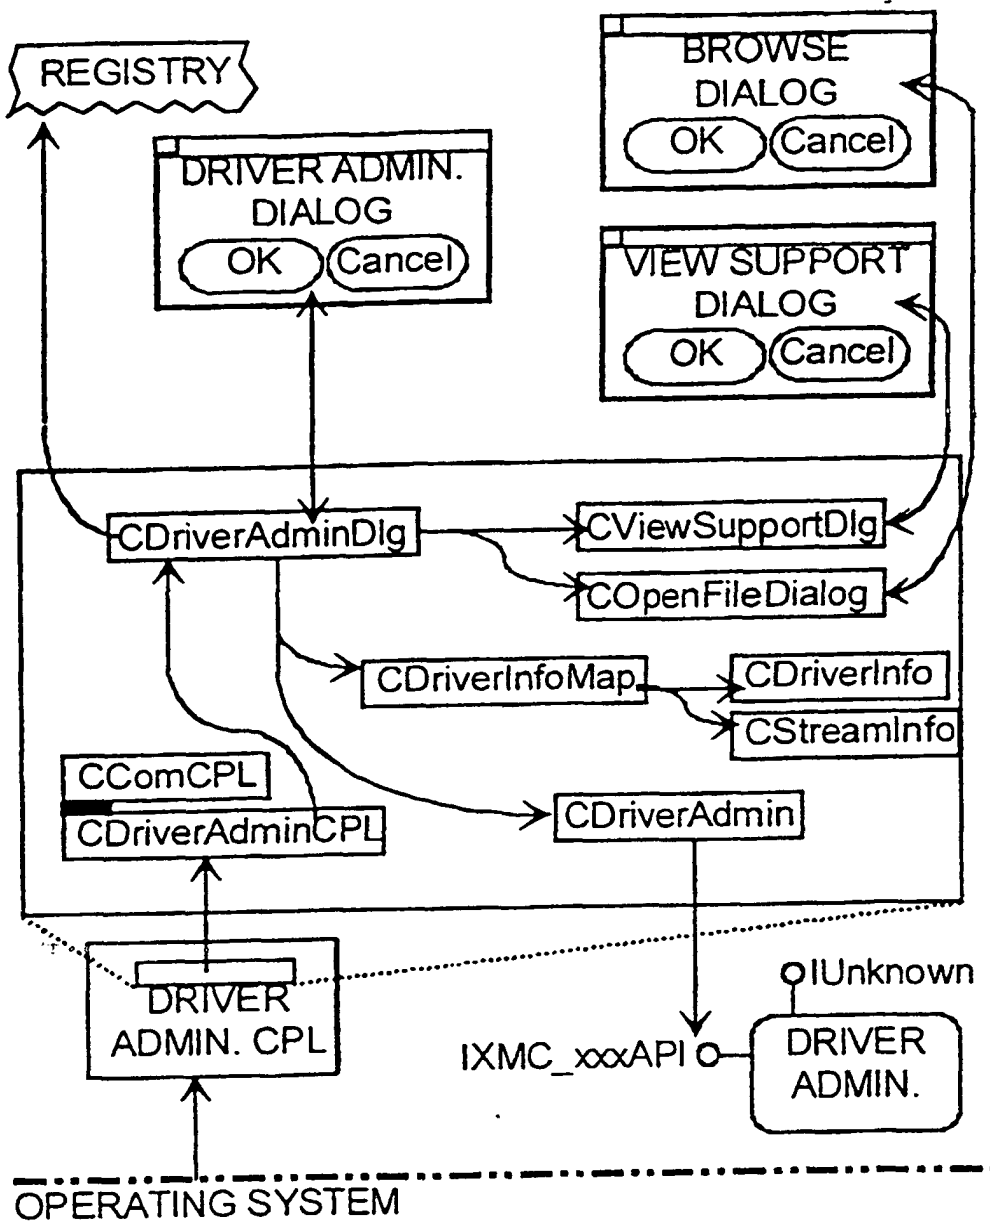 REGISTRY
BROWSE
DIALOG
OK
Cancel
DRIVER ADMIN.
DIALOG
OK
Cancel
VIEW SUPPORT
DIALOG
OK
Cancel
CDriverAdminDlg
CViewSupportDlg
COpenFileDialog
CDriverInfoMap
CDriverInfo
CStreamInfo
CComCPL
CDriverAdminCPL
CDriverAdmin
DRIVER
ADMIN. CPL
IUnknown
IXMC_xxxAPI
DRIVER
ADMIN.
OPERATING SYSTEM